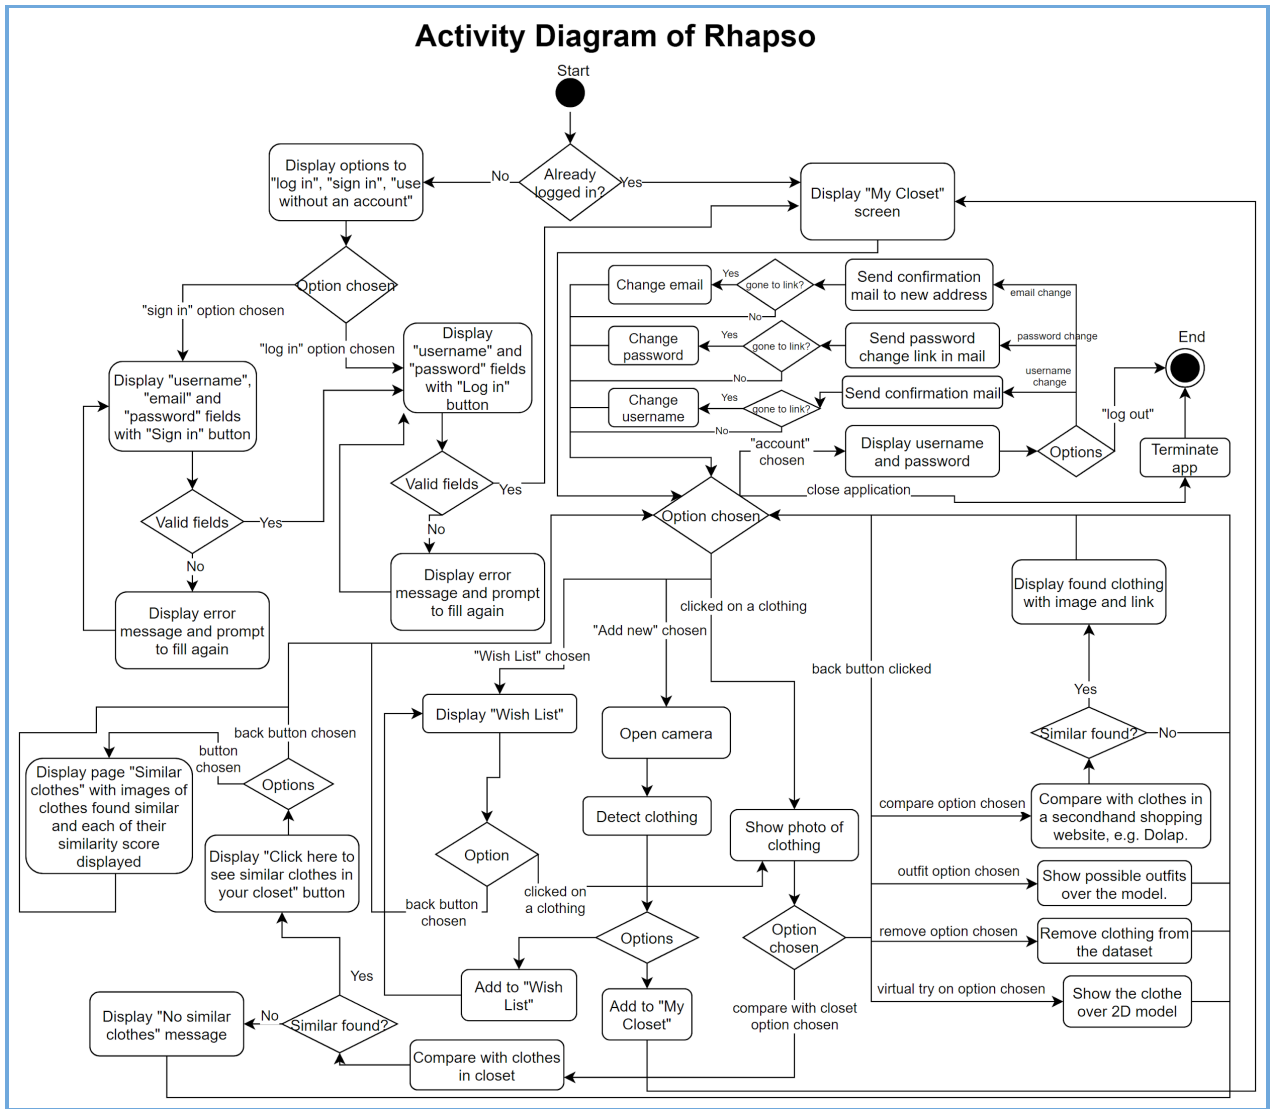 Activity Diagram of Rhapso
Start
Already
logged in?
No
Yes
Display options to
"log in", "sign in", "use
without an account"
Display "My Closet"
screen
Option chosen
"sign in" option chosen
"log in" option chosen
Display "username",
"email" and
"password" fields
with "Sign in" button
Display
"username" and
"password" fields
with "Log in"
button
Valid fields
Yes
No
Display error
message and prompt
to fill again
Valid fields
Yes
No
Display error
message and prompt
to fill again
Change email
Yes
gone to link?
No
Send confirmation
mail to new address
email change
Change
password
Yes
gone to link?
No
Send password
change link in mail
password change
Change
username
Yes
gone to link?
No
Send confirmation mail
username
change
End
"log out"
"account"
chosen
Display username
and password
Options
Terminate
app
close application
Option chosen
clicked on a clothing
"Add new" chosen
"Wish List" chosen
back button clicked
Display found clothing
with image and link
Yes
Similar found?
No
Display "Wish List"
Open camera
back button chosen
button
chosen
Options
Display page "Similar
clothes" with images of
clothes found similar
and each of their
similarity score
displayed
Detect clothing
Show photo of
clothing
compare option chosen
Compare with clothes in
a secondhand shopping
website, e.g. Dolap.
Display "Click here to
see similar clothes in
your closet" button
Option
clicked on
a clothing
back button
chosen
outfit option chosen
Show possible outfits
over the model.
Options
Option
chosen
remove option chosen
Remove clothing from
the dataset
Yes
Add to "Wish
List"
Add to "My
Closet"
compare with closet
option chosen
virtual try on option chosen
Show the clothe
over 2D model
Display "No similar
clothes" message
No
Similar found?
Compare with clothes
in closet